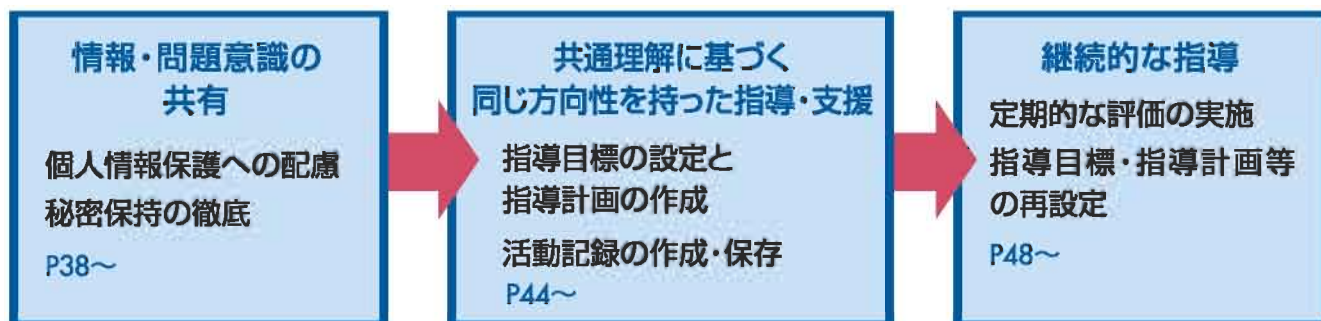 情報・問題意識の
共有
個人情報保護への配慮
秘密保持の徹底
P38〜
共通理解に基づく
同じ方向性を持った指導・支援
指導目標の設定と
指導計画の作成
活動記録の作成・保存
P44〜
継続的な指導
定期的な評価の実施
指導目標・指導計画等
の再設定
P48〜